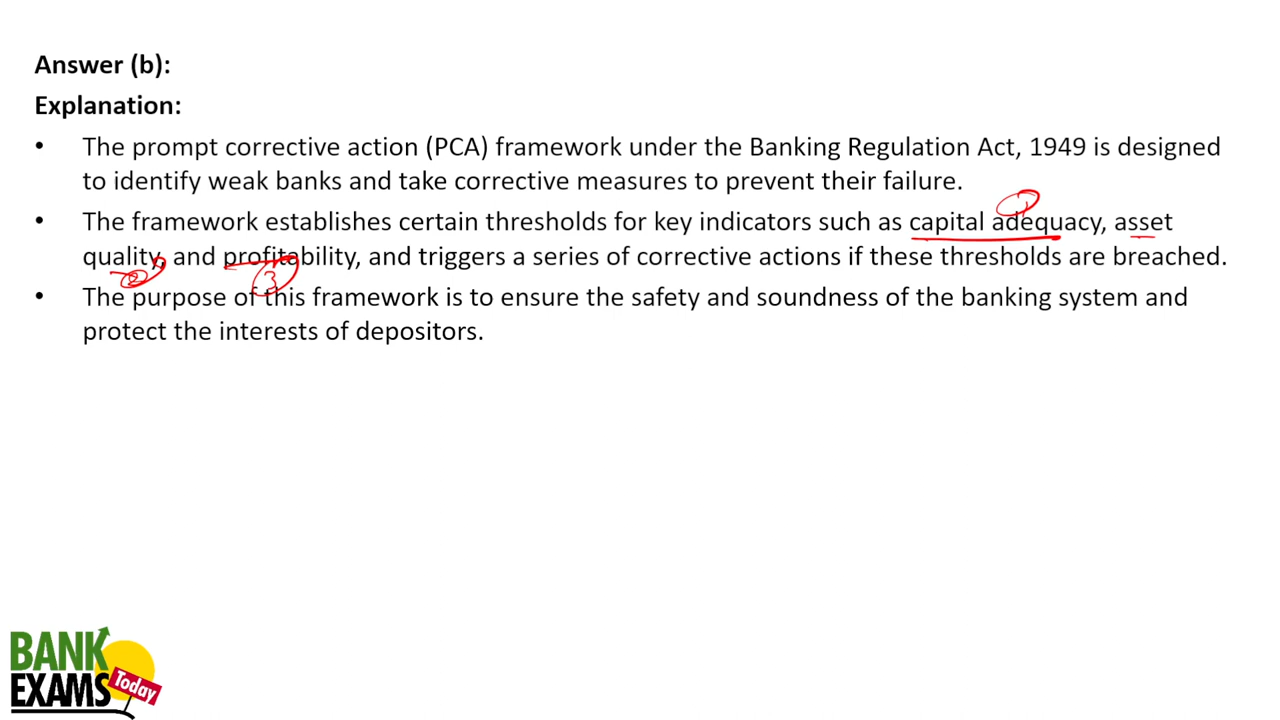 Answer (b):
Explanation:
• The prompt corrective action (PCA) framework under the Banking Regulation Act, 1949 is designed
to identify weak banks and take corrective measures to prevent their failure.
1
• The framework establishes certain thresholds for key indicators such as capital adequacy, asset
quality, and profitability, and triggers a series of corrective actions if these thresholds are breached.
2 3
• The purpose of this framework is to ensure the safety and soundness of the banking system and
protect the interests of depositors.
BANK
EXAMS Today